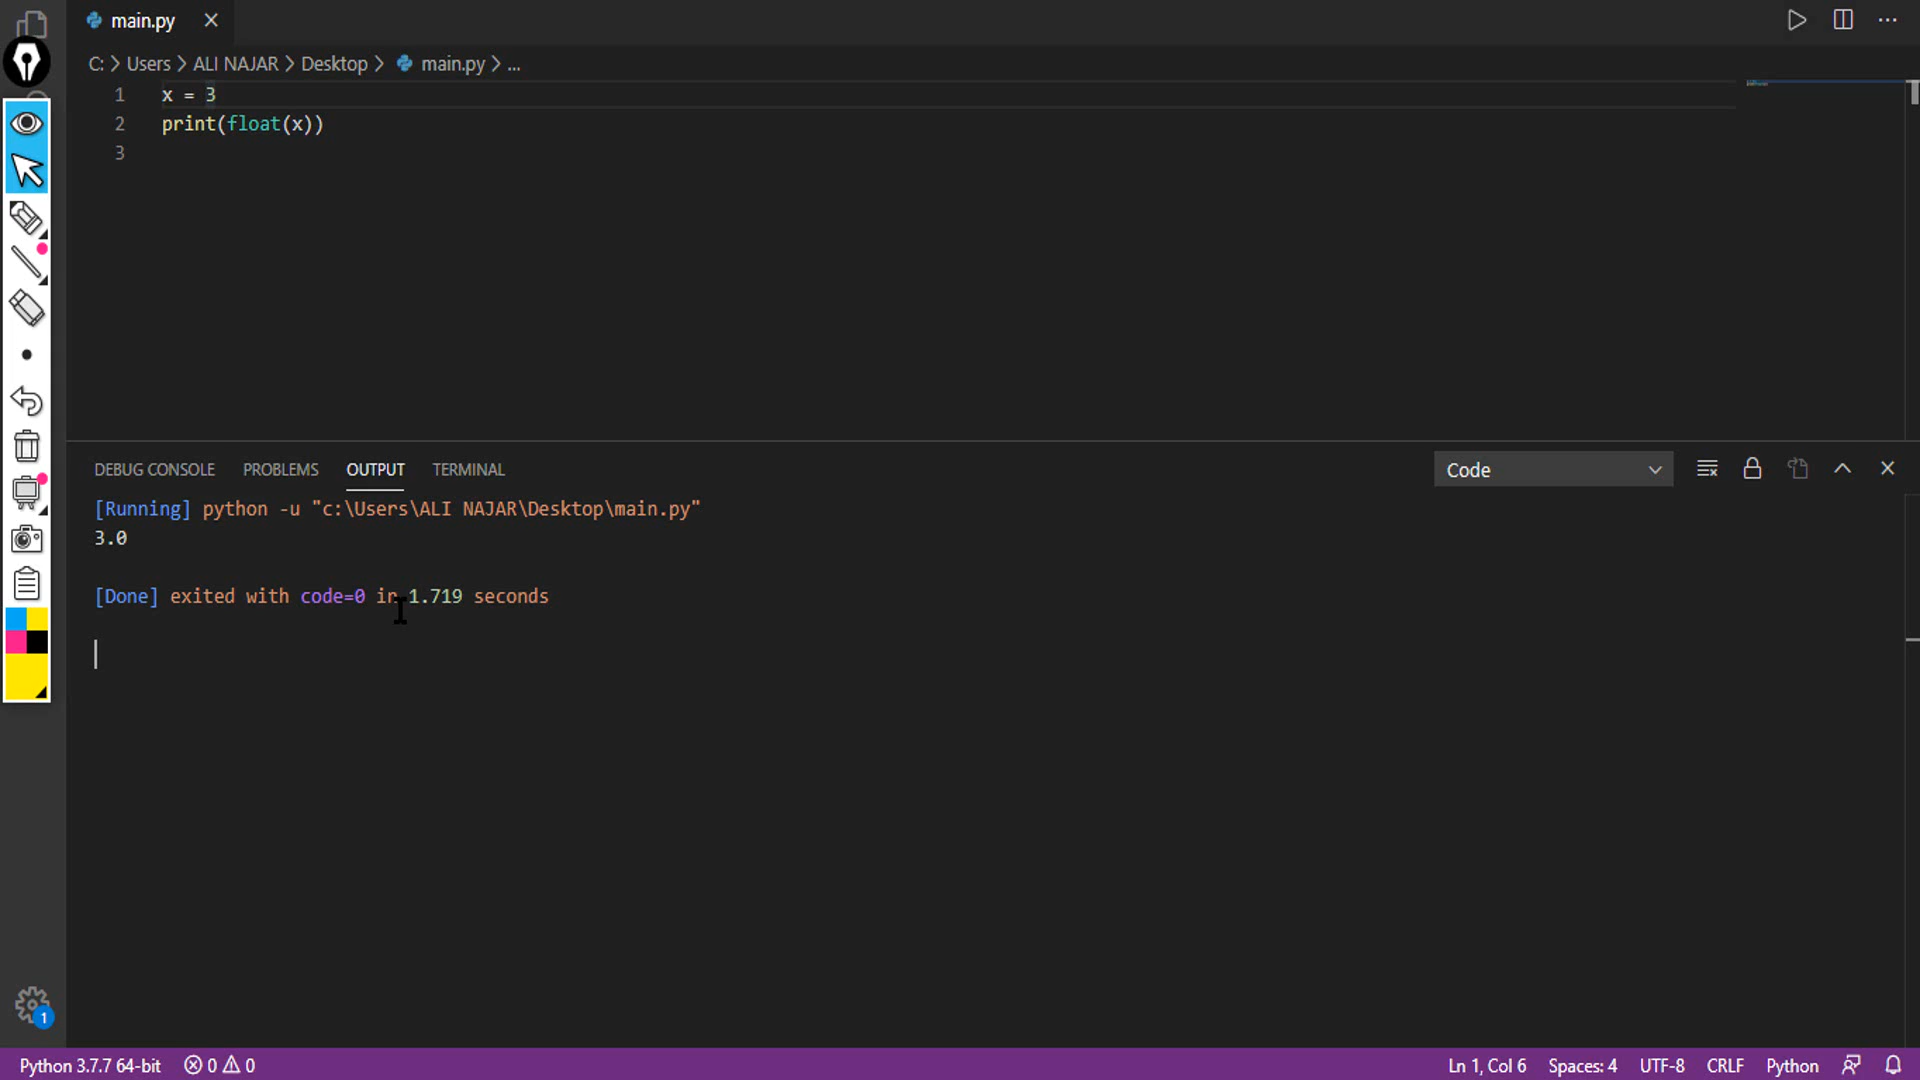 main.py
C: > Users > ALI NAJAR > Desktop > main.py > ...
1 x = 3
2 print(float(x))
3
DEBUG CONSOLE PROBLEMS OUTPUT TERMINAL Code
[Running] python -u "c:\Users\ALI NAJAR\Desktop\main.py"
3.0
[Done] exited with code=0 in 1.719 seconds
1
Python 3.7.7 64-bit 0 0 Ln 1, Col 6 Spaces: 4 UTF-8 CRLF Python